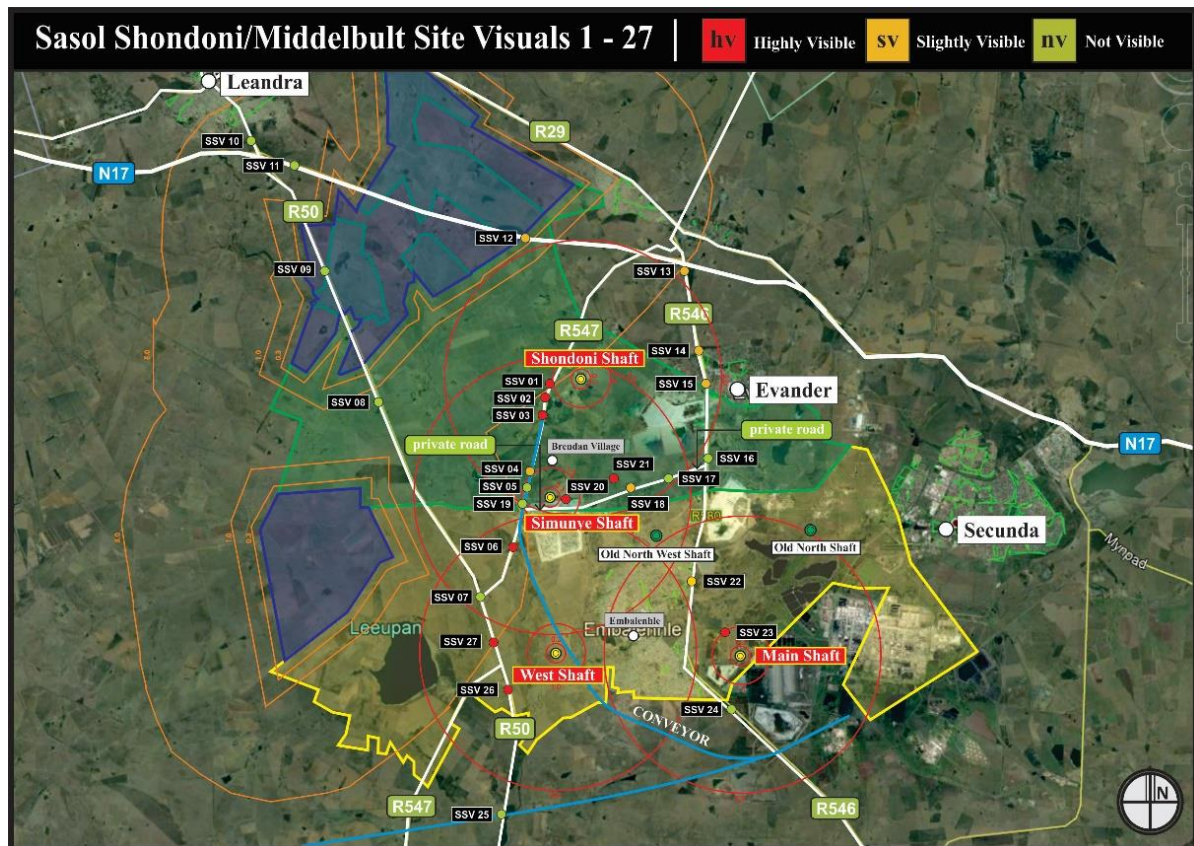 Sasol Shondoni/Middelbult Site Visuals 1 - 27
hv Highly Visible
sv Slightly Visible
nv Not Visible
Leandra
SSV 10
R29
N17
SSV 11
R50
SSV 12
SSV 09
SSV 13
R547
R546
Shondoni Shaft
SSV 14
SSV 01
SSV 15
Evander
SSV 02
SSV 08
SSV 03
private road
private road
N17
Brendan Village
SSV 16
SSV 04
SSV 21
SSV 05
SSV 17
SSV 20
SSV 19
SSV 18
Simunye Shaft
Secunda
SSV 06
Old North West Shaft
Old North Shaft
Mynpad
SSV 22
SSV 07
Embalenhle
Leeupan
Embalenhle
SSV 23
SSV 27
Main Shaft
West Shaft
SSV 26
SSV 24
CONVEYOR
R50
R547
R546
SSV 25
N